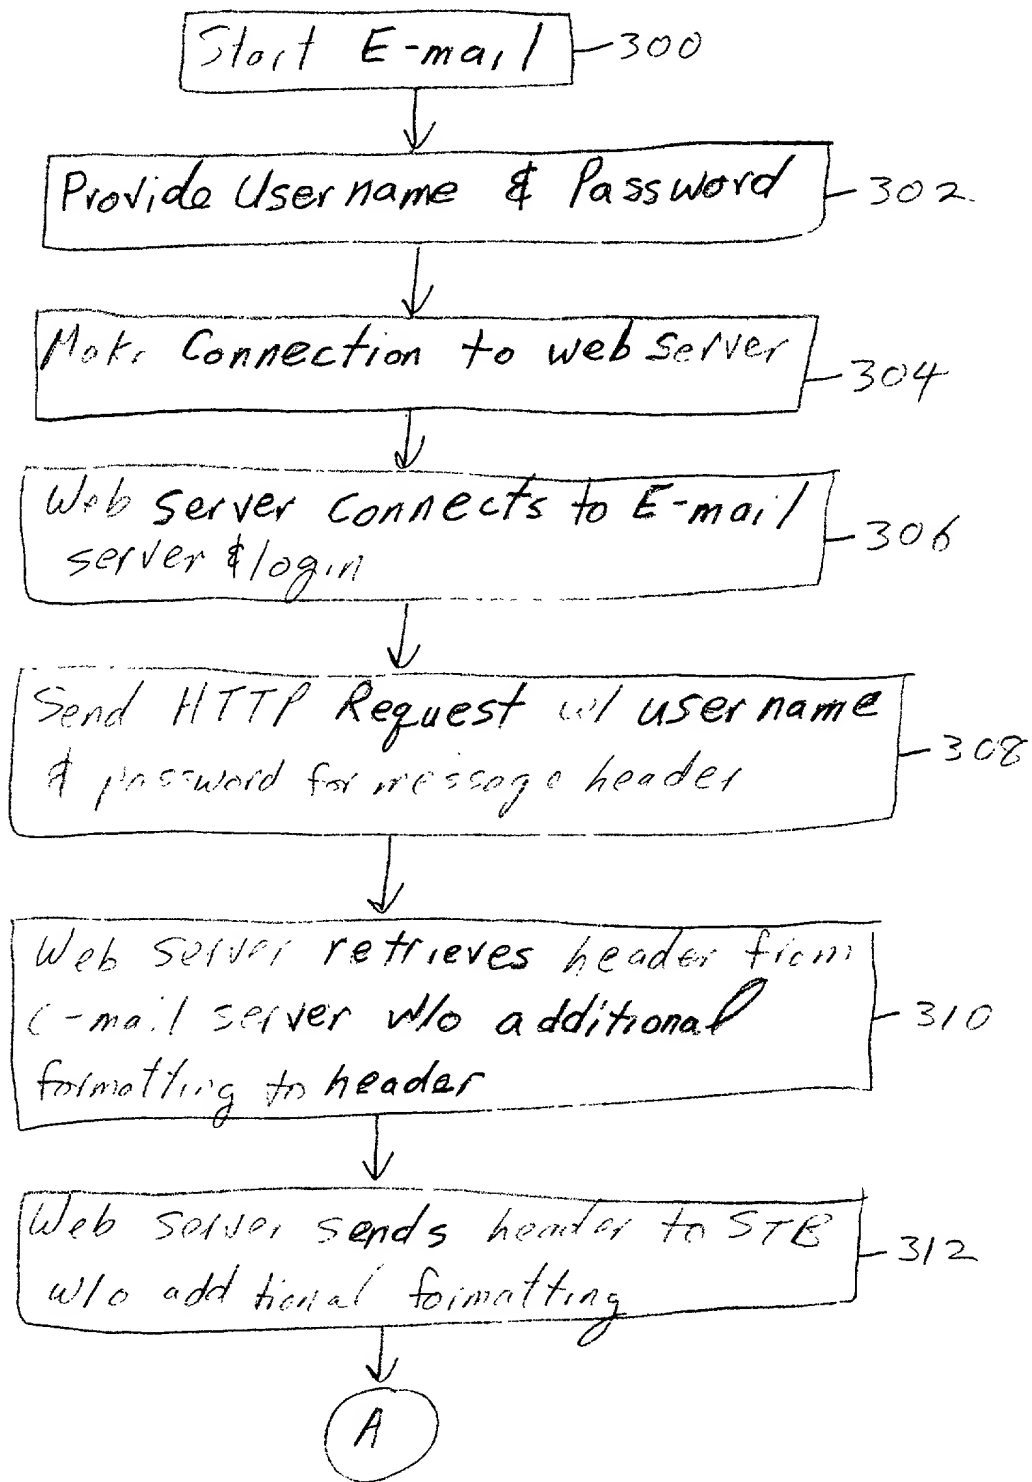 Start E-mail 300
Provide Username & Password 302
Make Connection to web server 304
Web server connects to E-mail
server & login 306
Send HTTP Request w/ username
& password for message header 308
Web server retrieves header from
e-mail server w/o additional 310
formatting to header
Web server sends header to STB 312
w/o additional formatting
A